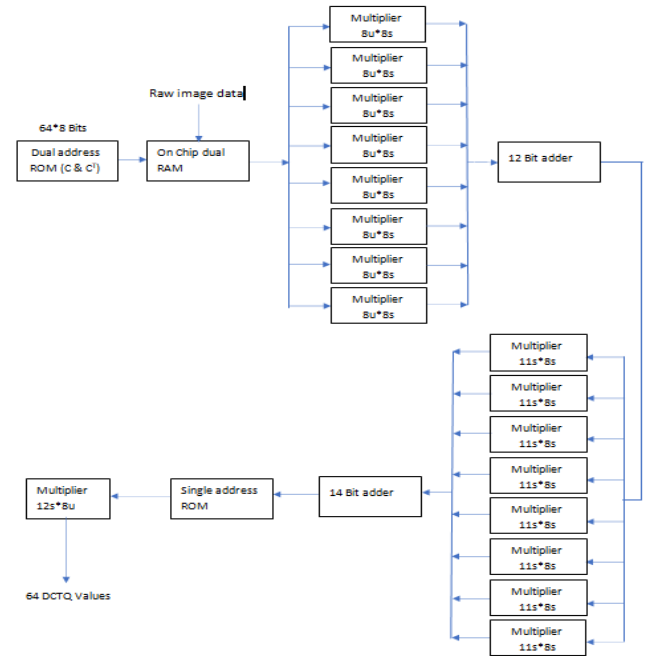 Raw image data
64*8 Bits
Dual address
ROM (C & Cᵗ)
On Chip dual
RAM
Multiplier
8u*8s
Multiplier
8u*8s
Multiplier
8u*8s
Multiplier
8u*8s
Multiplier
8u*8s
Multiplier
8u*8s
Multiplier
8u*8s
Multiplier
8u*8s
12 Bit adder
Multiplier
11s*8s
Multiplier
11s*8s
Multiplier
11s*8s
Multiplier
11s*8s
Multiplier
11s*8s
Multiplier
11s*8s
Multiplier
11s*8s
Multiplier
11s*8s
14 Bit adder
Single address
ROM
Multiplier
12s*8u
64 DCTQ Values